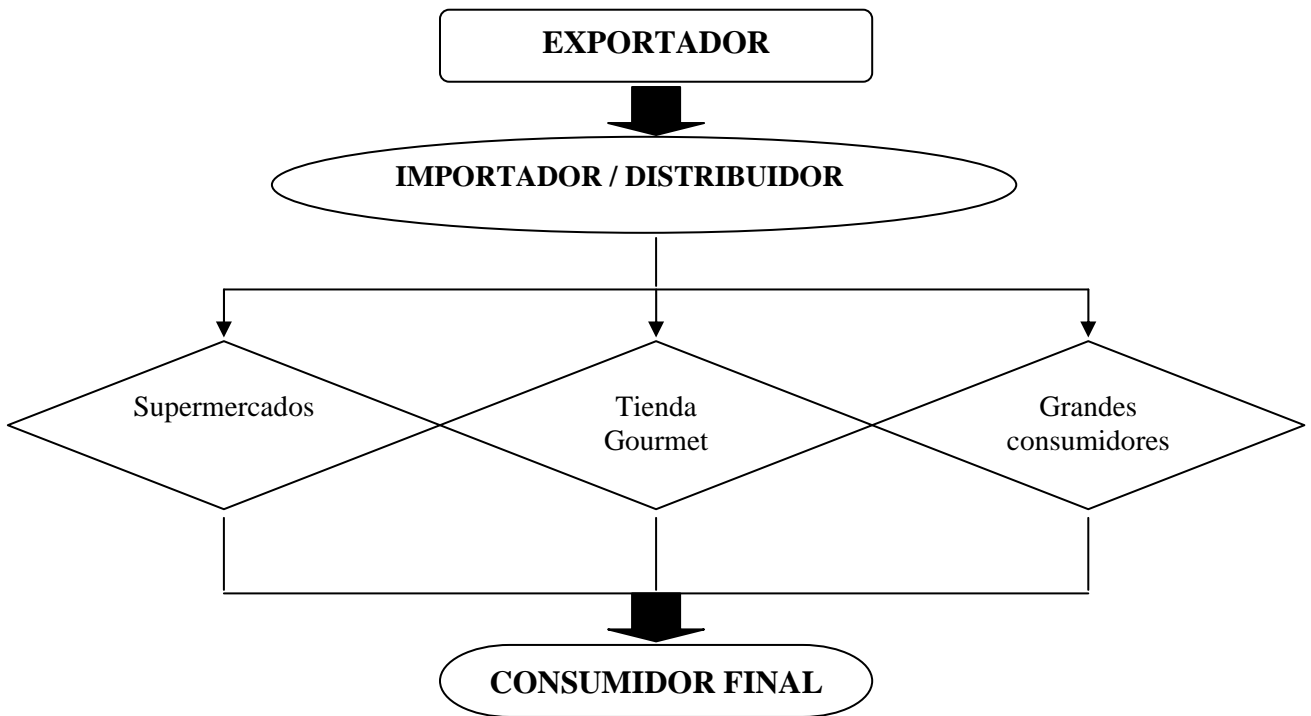 EXPORTADOR
IMPORTADOR / DISTRIBUIDOR
Supermercados
Tienda
Gourmet
Grandes
consumidores
CONSUMIDOR FINAL